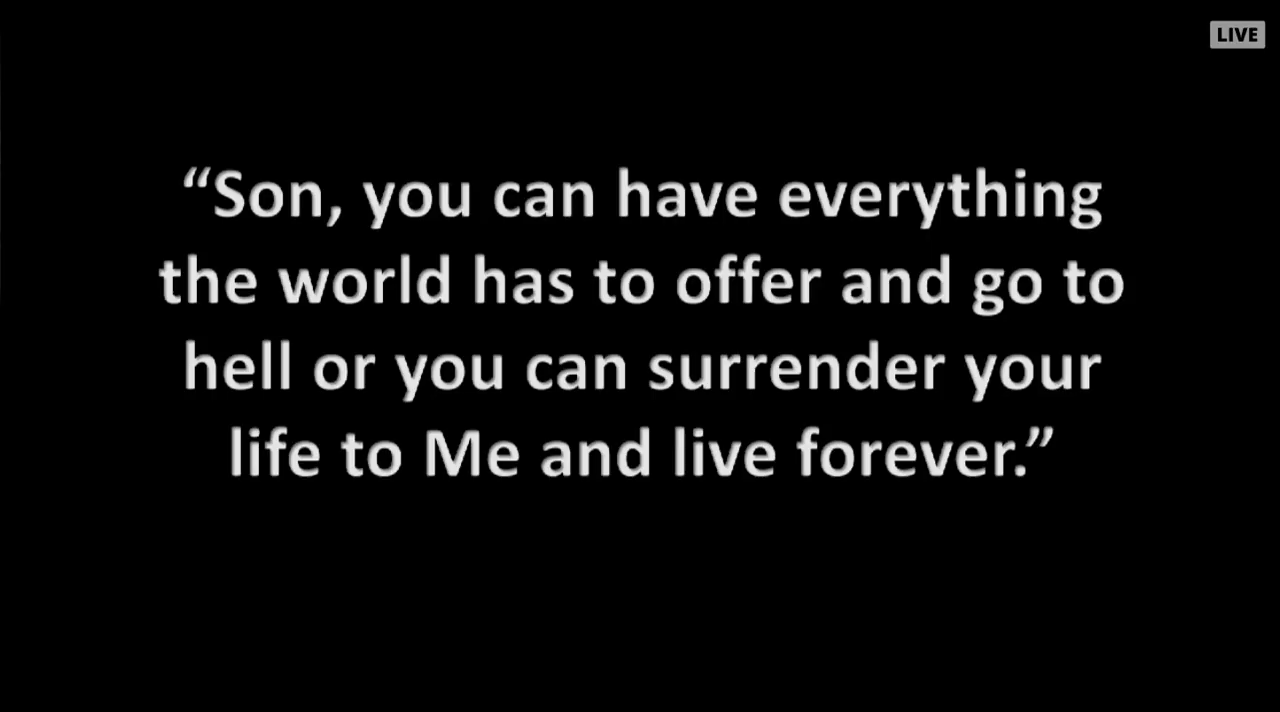 LIVE
“Son, you can have everything
the world has to offer and go to
hell or you can surrender your
life to Me and live forever.”